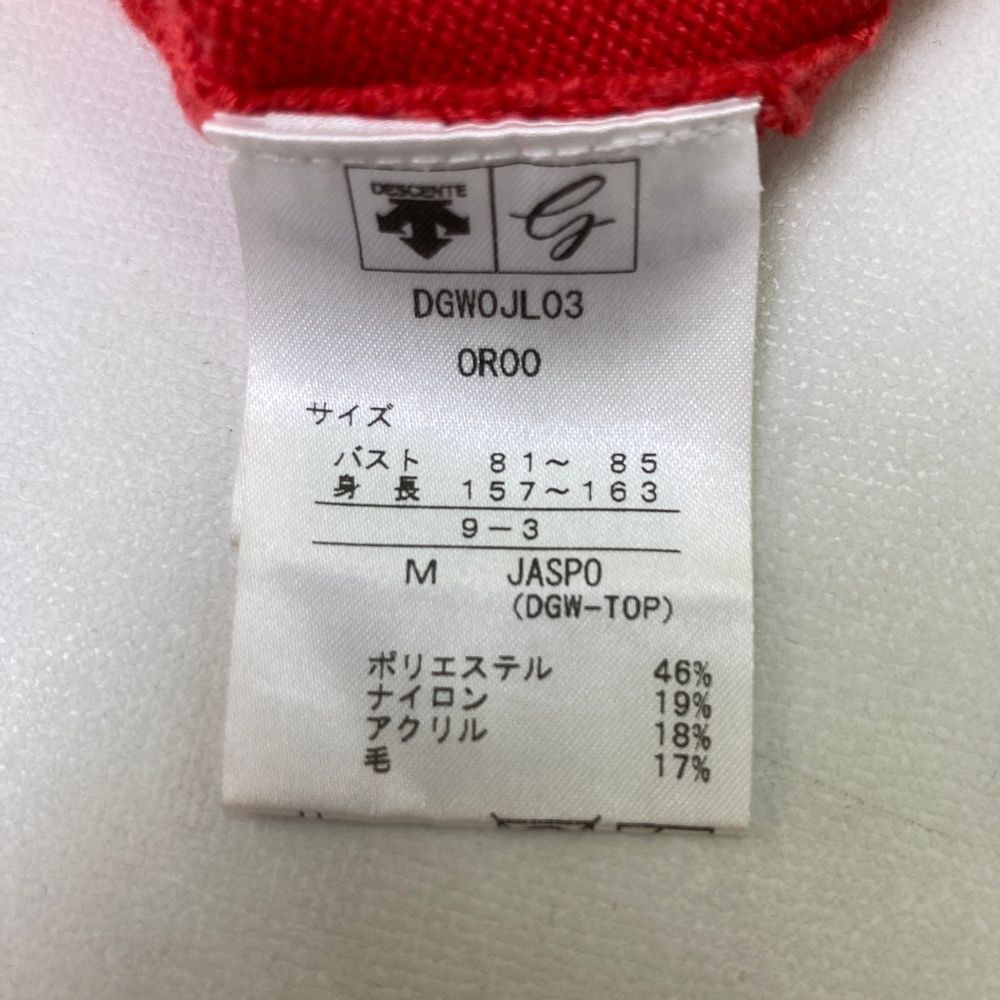 DESCENTE
DGW0JL03
OR00
サイズ
バスト 81～ 85
身 長 157～163
9－3
M JASPO
(DGW-TOP)
ポリエステル 46%
ナイロン 19%
アクリル 18%
毛 17%